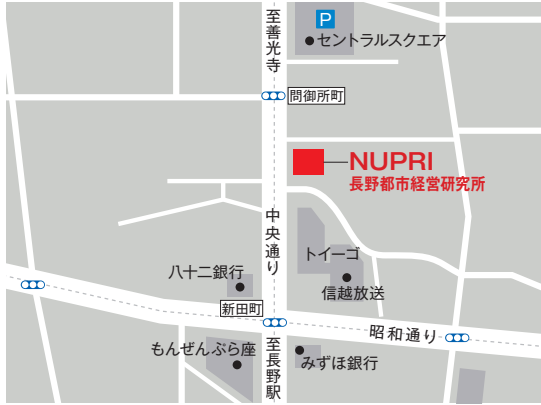 至善光寺
P
セントラルスクエア
問御所町
NUPRI
長野都市経営研究所
中央通り
トイーゴ
信越放送
八十二銀行
新田町
昭和通り
もんぜんぷら座
至長野駅
みずほ銀行